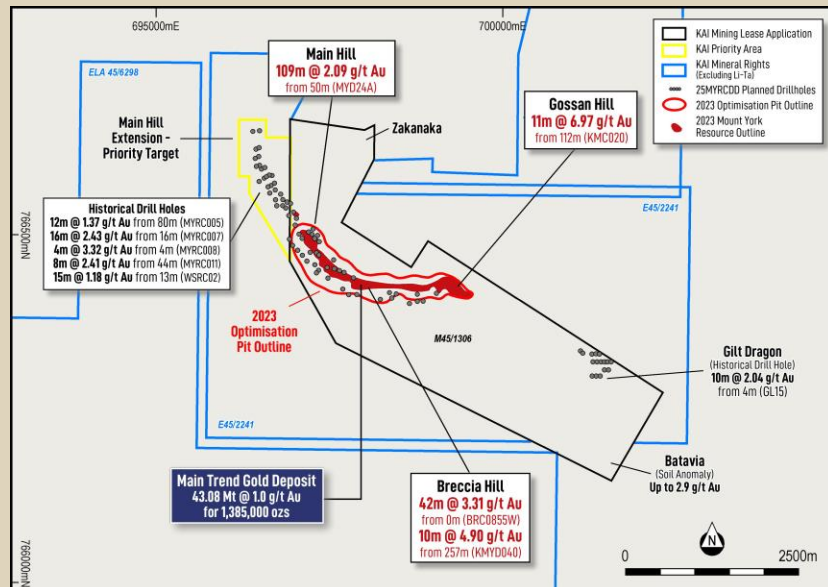 695000mE
700000mE
ELA 45/6298
Main Hill
109m @ 2.09 g/t Au
from 50m (MYD24A)
KAI Mining Lease Application
KAI Priority Area
KAI Mineral Rights
(Excluding Li-Ta)
25MYRCDD Planned Drillholes
2023 Optimisation Pit Outline
2023 Mount York
Resource Outline
Main Hill
Extension -
Priority Target
Zakanaka
Gossan Hill
11m @ 6.97 g/t Au
from 112m (KMC020)
Historical Drill Holes
12m @ 1.37 g/t Au from 80m (MYRC005)
16m @ 2.43 g/t Au from 16m (MYRC007)
4m @ 3.32 g/t Au from 4m (MYRC008)
8m @ 2.41 g/t Au from 44m (MYRC011)
15m @ 1.18 g/t Au from 13m (WSRC02)
E45/2241
7665000mN
2023
Optimisation
Pit Outline
M45/1306
Gilt Dragon
(Historical Drill Hole)
10m @ 2.04 g/t Au
from 4m (GL15)
E45/2241
Main Trend Gold Deposit
43.08 Mt @ 1.0 g/t Au
for 1,385,000 ozs
Breccia Hill
42m @ 3.31 g/t Au
from 0m (BRC0855W)
10m @ 4.90 g/t Au
from 257m (KMYD040)
Batavia
(Soil Anomaly)
Up to 2.9 g/t Au
N
7660000mN
0 2500m